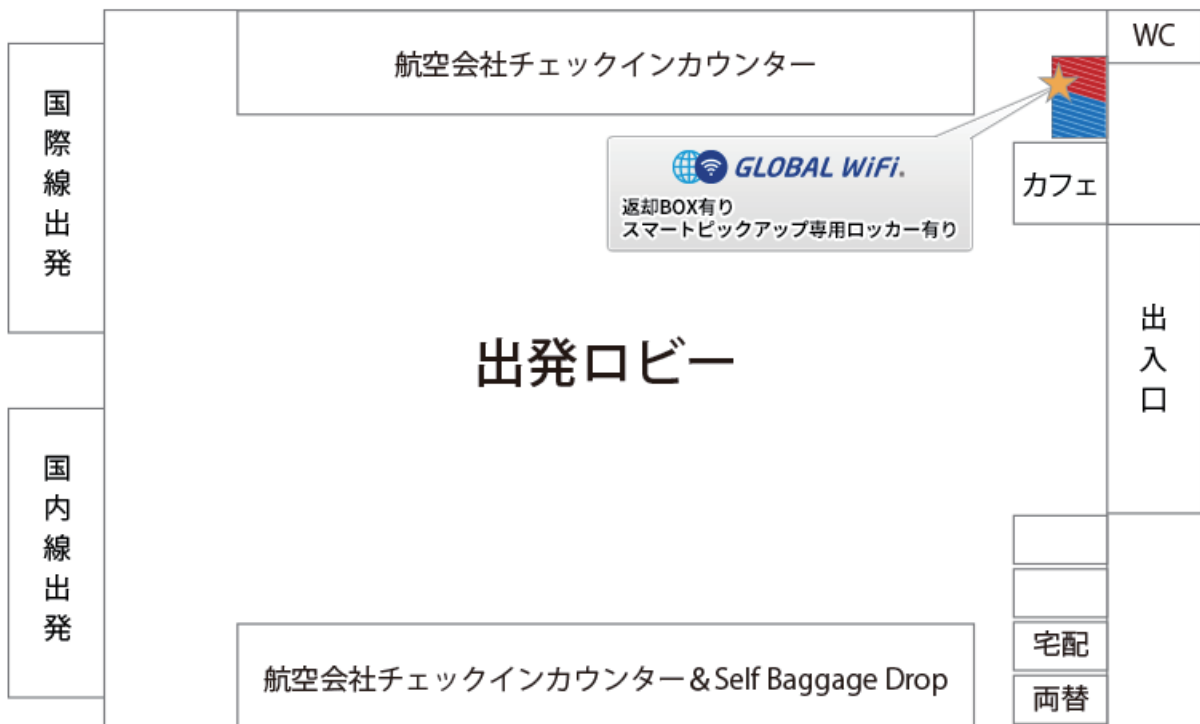 航空会社チェックインカウンター
WC
国際線出発
GLOBAL WiFi®
返却BOX有り
スマートピックアップ専用ロッカー有り
カフェ
出発ロビー
出入口
国内線出発
宅配
航空会社チェックインカウンター&Self Baggage Drop
両替